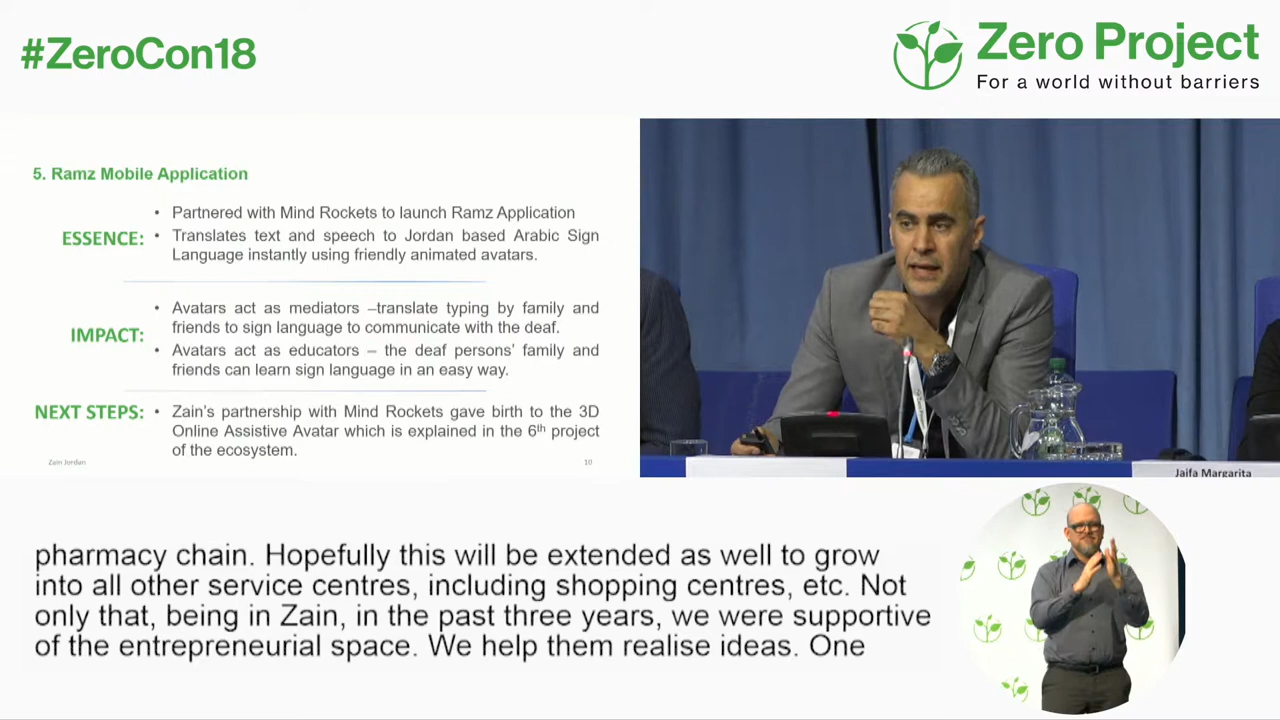 #ZeroCon18
Zero Project
For a world without barriers
5. Ramz Mobile Application
ESSENCE:
• Partnered with Mind Rockets to launch Ramz Application
• Translates text and speech to Jordan based Arabic Sign
Language instantly using friendly animated avatars.
IMPACT:
• Avatars act as mediators –translate typing by family and
friends to sign language to communicate with the deaf.
• Avatars act as educators – the deaf persons’ family and
friends can learn sign language in an easy way.
NEXT STEPS:
• Zain’s partnership with Mind Rockets gave birth to the 3D
Online Assistive Avatar which is explained in the 6th project
of the ecosystem.
Zain Jordan
10
Jaifa Margarita
pharmacy chain. Hopefully this will be extended as well to grow
into all other service centres, including shopping centres, etc. Not
only that, being in Zain, in the past three years, we were supportive
of the entrepreneurial space. We help them realise ideas. One